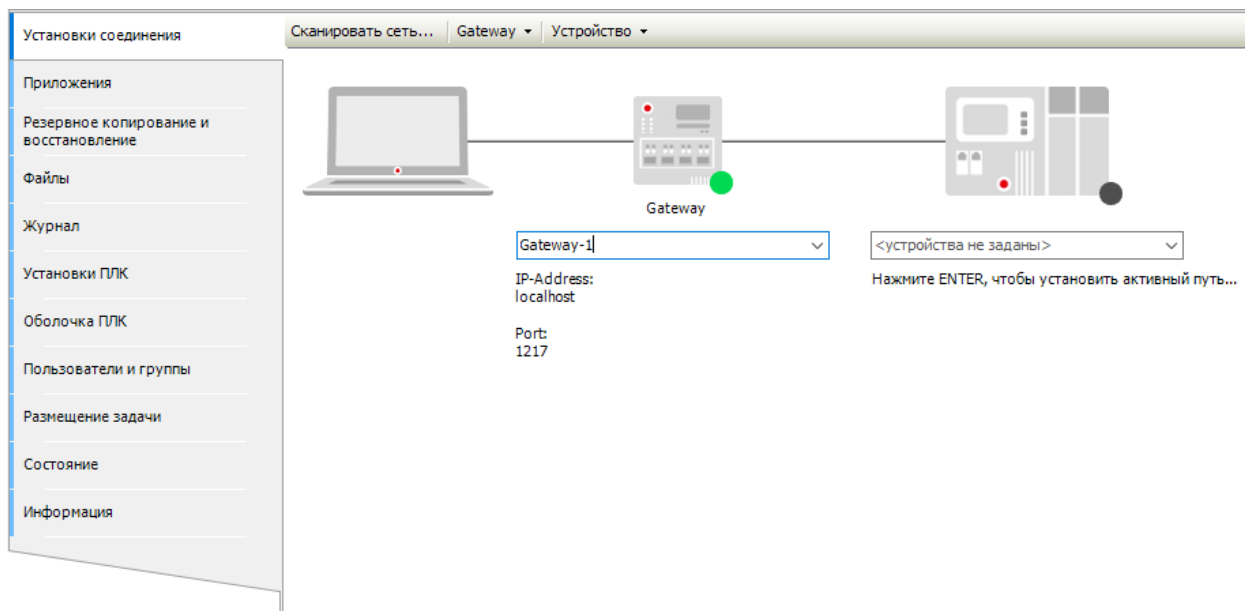 Установки соединения
Сканировать сеть... Gateway Устройство
Приложения
Резервное копирование и
восстановление
Файлы
Журнал
Установки ПЛК
Оболочка ПЛК
Пользователи и группы
Размещение задачи
Состояние
Информация
Gateway
Gateway-1
IP-Address:
localhost
Port:
1217
<устройства не заданы>
Нажмите ENTER, чтобы установить активный путь...